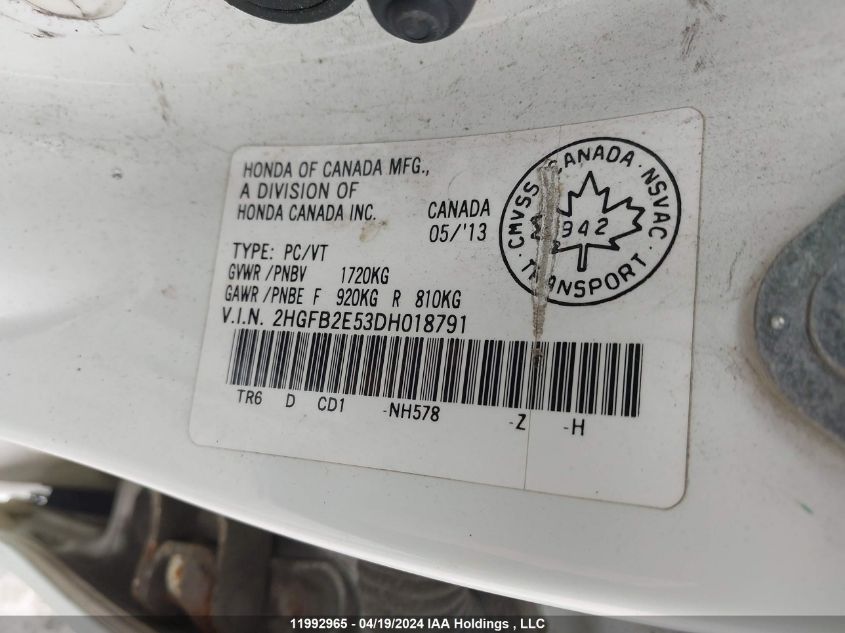 HONDA OF CANADA MFG.,
A DIVISION OF
HONDA CANADA INC.
CANADA
05/'13
CMVSS CANADA · NSVAC · TRANSPORT ·
942
TYPE: PC/VT
GVWR/PNBV 1720KG
GAWR/PNBE F 920KG R 810KG
V.I.N. 2HGFB2E53DH018791
TR6 D CD1 -NH578 -Z -H
11992965 - 04/19/2024 IAA Holdings , LLC